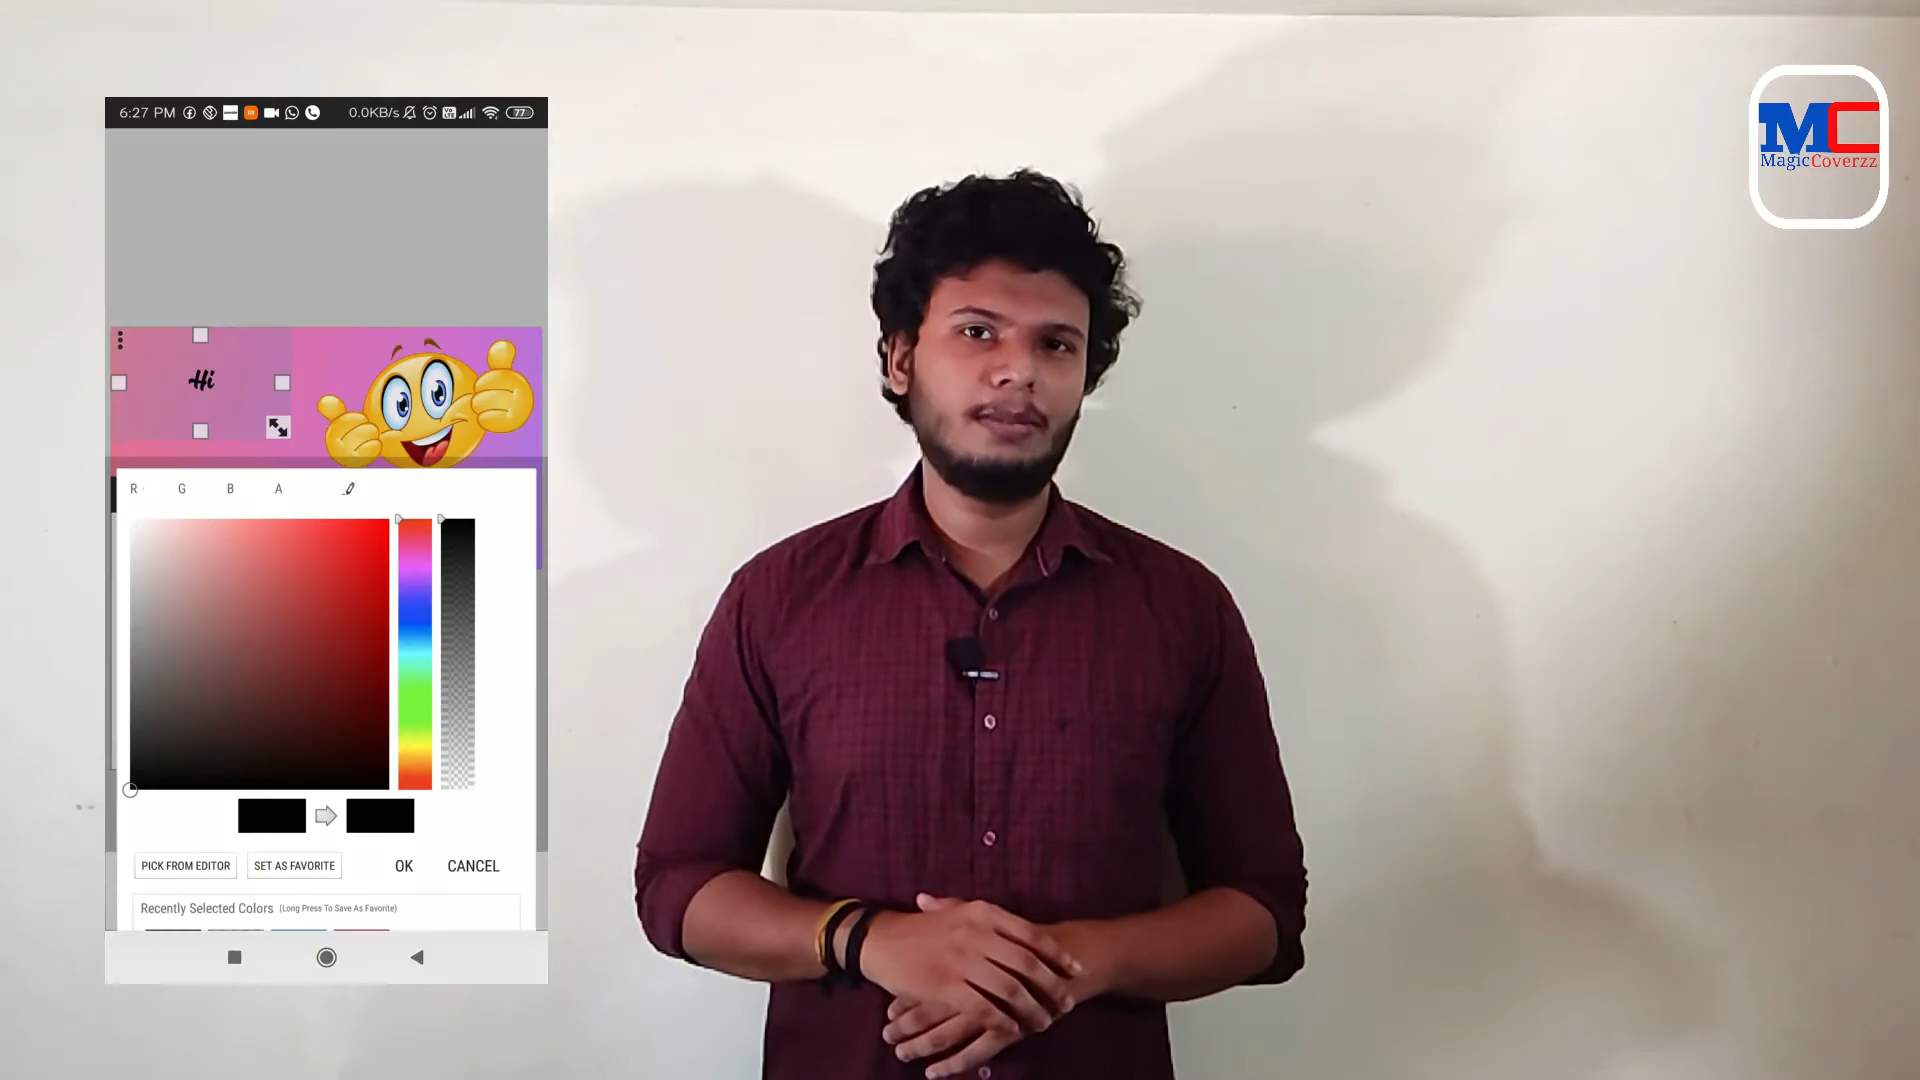 6:27 PM
0.0KB/s
77
MC
MagicCoverzz
Hi
R G B A
PICK FROM EDITOR
SET AS FAVORITE
OK
CANCEL
Recently Selected Colors (Long Press To Save As Favorite)